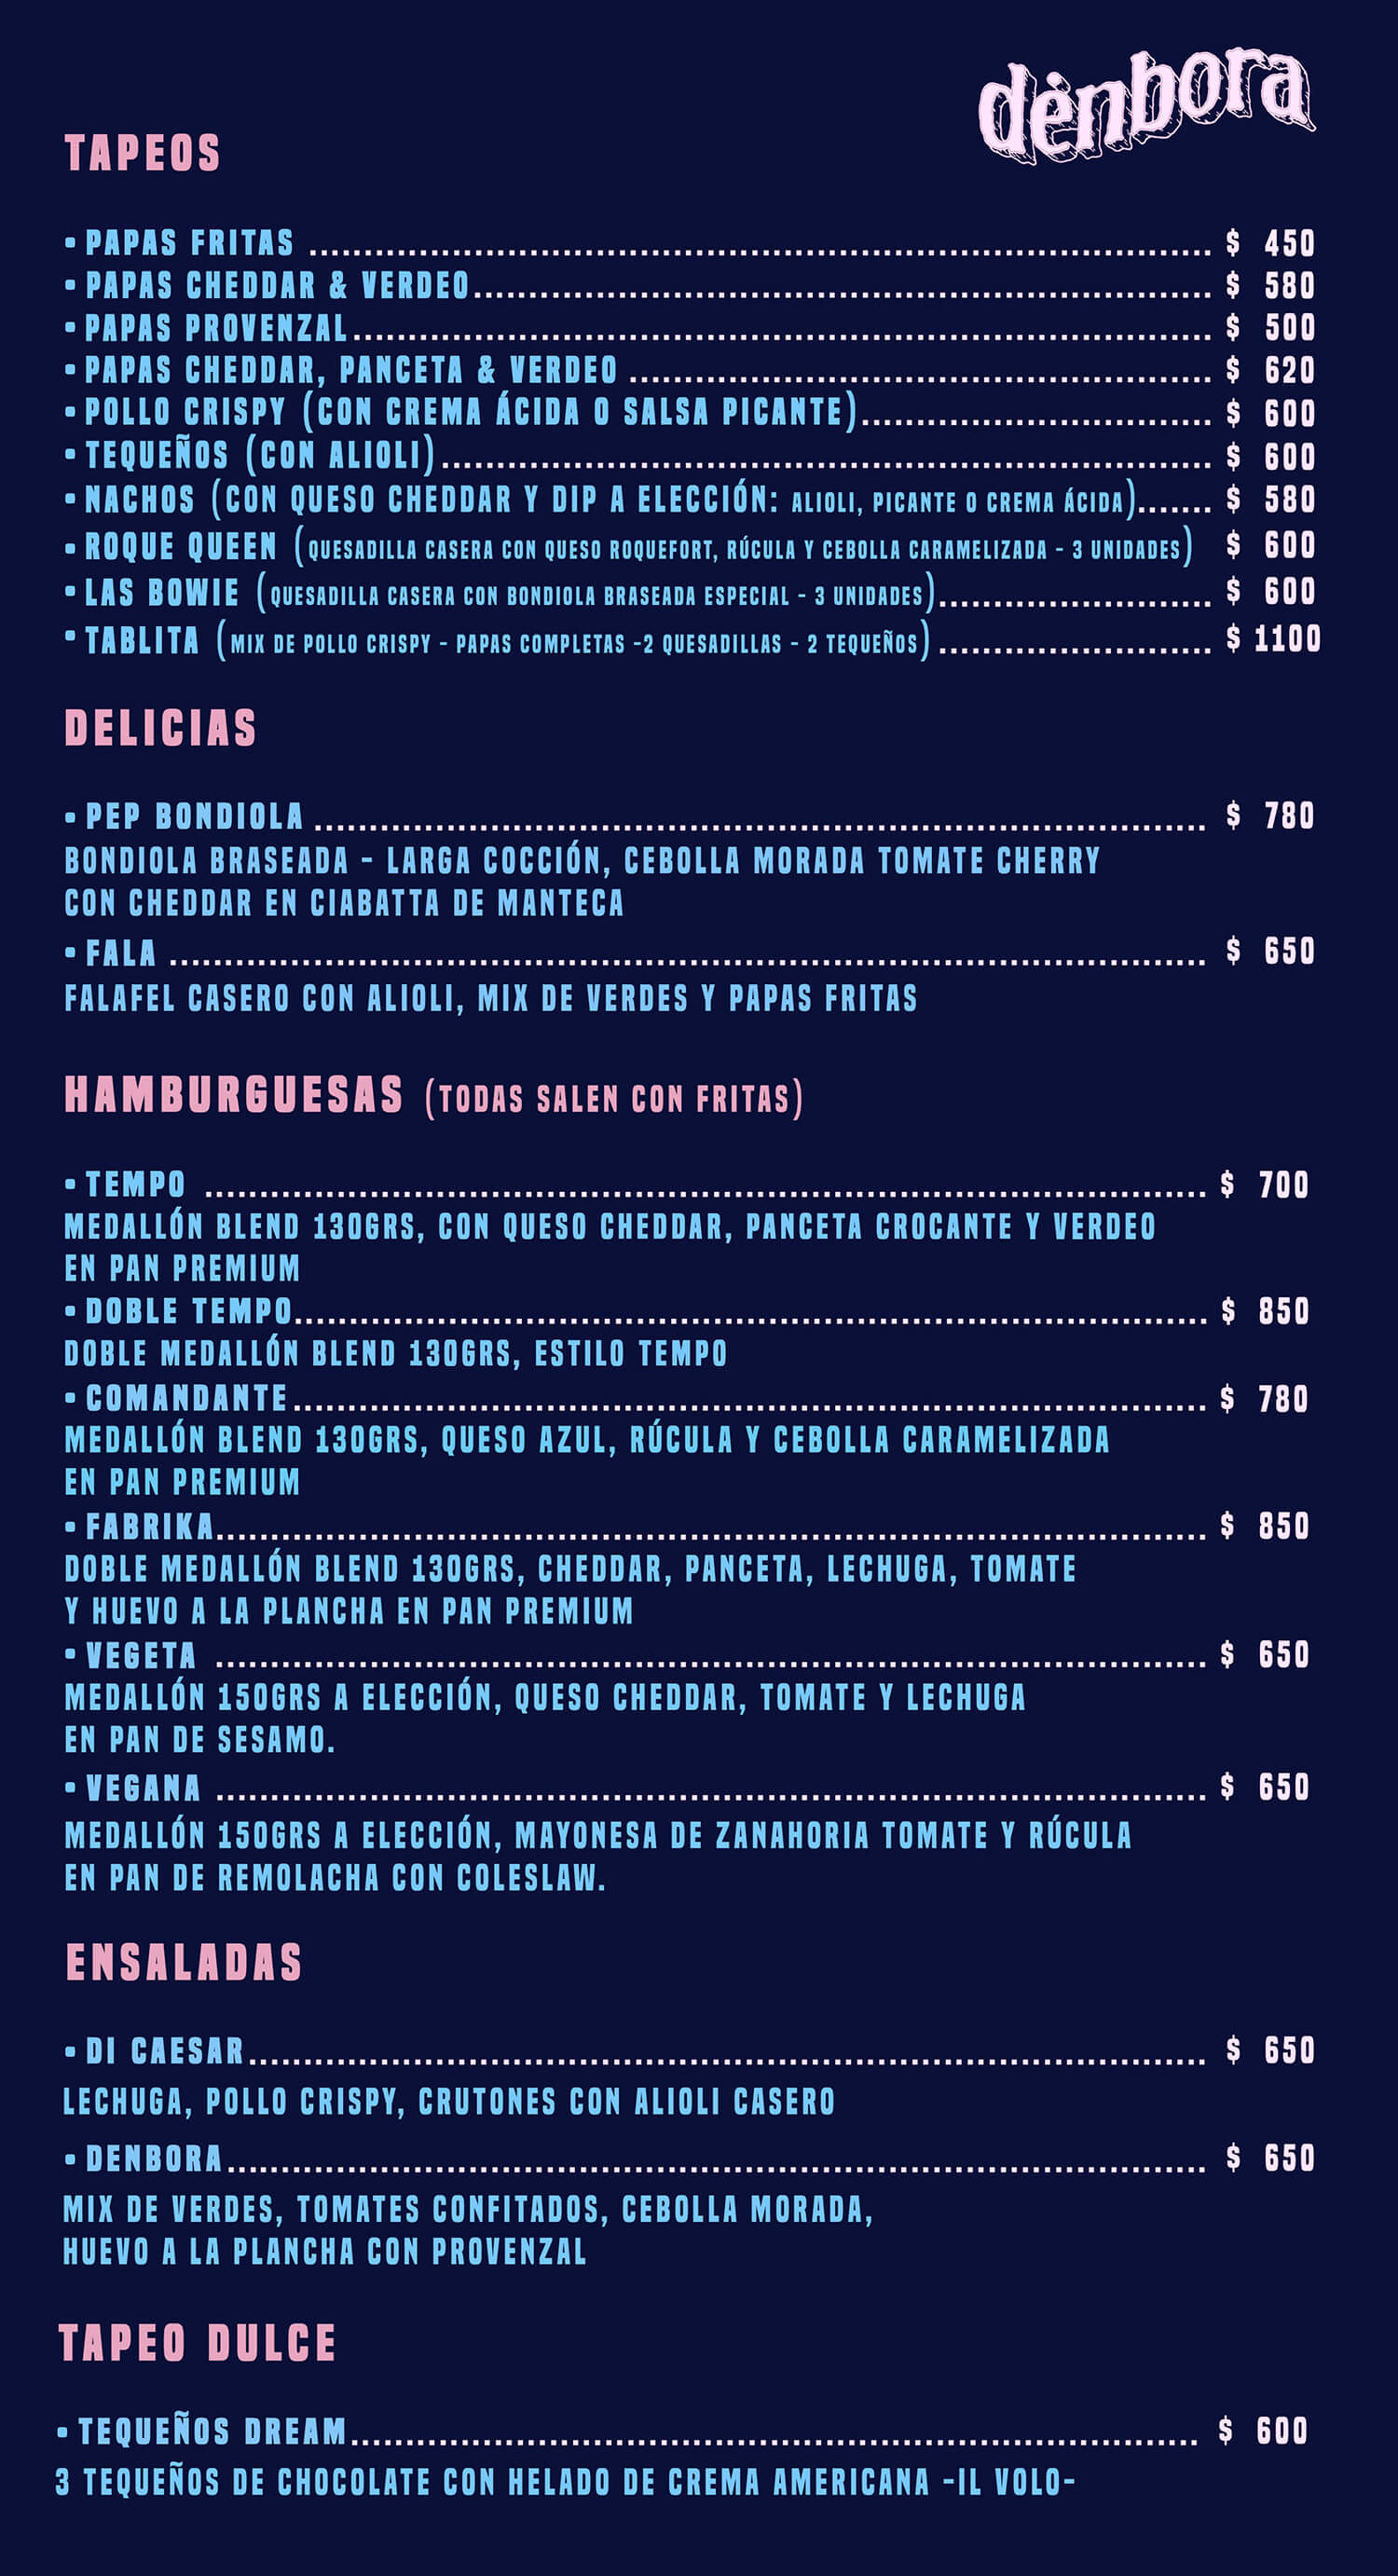 dènbora
TAPEOS
• PAPAS FRITAS ........ $ 450
• PAPAS CHEDDAR & VERDEO........ $ 580
• PAPAS PROVENZAL........ $ 500
• PAPAS CHEDDAR, PANCETA & VERDEO ........ $ 620
• POLLO CRISPY (CON CREMA ÁCIDA O SALSA PICANTE)........ $ 600
• TEQUEÑOS (CON ALIOLI)........ $ 600
• NACHOS (CON QUESO CHEDDAR Y DIP A ELECCIÓN: ALIOLI, PICANTE O CREMA ÁCIDA)....... $ 580
• ROQUE QUEEN (QUESADILLA CASERA CON QUESO ROQUEFORT, RÚCULA Y CEBOLLA CARAMELIZADA - 3 UNIDADES) $ 600
• LAS BOWIE (QUESADILLA CASERA CON BONDIOLA BRASEADA ESPECIAL - 3 UNIDADES)........ $ 600
• TABLITA (MIX DE POLLO CRISPY - PAPAS COMPLETAS -2 QUESADILLAS - 2 TEQUEÑOS) ........ $ 1100
DELICIAS
• PEP BONDIOLA ........ $ 780
BONDIOLA BRASEADA - LARGA COCCIÓN, CEBOLLA MORADA TOMATE CHERRY
CON CHEDDAR EN CIABATTA DE MANTECA
• FALA ........ $ 650
FALAFEL CASERO CON ALIOLI, MIX DE VERDES Y PAPAS FRITAS
HAMBURGUESAS (TODAS SALEN CON FRITAS)
• TEMPO ........ $ 700
MEDALLÓN BLEND 130GRS, CON QUESO CHEDDAR, PANCETA CROCANTE Y VERDEO
EN PAN PREMIUM
• DOBLE TEMPO........ $ 850
DOBLE MEDALLÓN BLEND 130GRS, ESTILO TEMPO
• COMANDANTE........ $ 780
MEDALLÓN BLEND 130GRS, QUESO AZUL, RÚCULA Y CEBOLLA CARAMELIZADA
EN PAN PREMIUM
• FABRIKA........ $ 850
DOBLE MEDALLÓN BLEND 130GRS, CHEDDAR, PANCETA, LECHUGA, TOMATE
Y HUEVO A LA PLANCHA EN PAN PREMIUM
• VEGETA ........ $ 650
MEDALLÓN 150GRS A ELECCIÓN, QUESO CHEDDAR, TOMATE Y LECHUGA
EN PAN DE SESAMO.
• VEGANA ........ $ 650
MEDALLÓN 150GRS A ELECCIÓN, MAYONESA DE ZANAHORIA TOMATE Y RÚCULA
EN PAN DE REMOLACHA CON COLESLAW.
ENSALADAS
• DI CAESAR........ $ 650
LECHUGA, POLLO CRISPY, CRUTONES CON ALIOLI CASERO
• DENBORA........ $ 650
MIX DE VERDES, TOMATES CONFITADOS, CEBOLLA MORADA,
HUEVO A LA PLANCHA CON PROVENZAL
TAPEO DULCE
• TEQUEÑOS DREAM........ $ 600
3 TEQUEÑOS DE CHOCOLATE CON HELADO DE CREMA AMERICANA -IL VOLO-